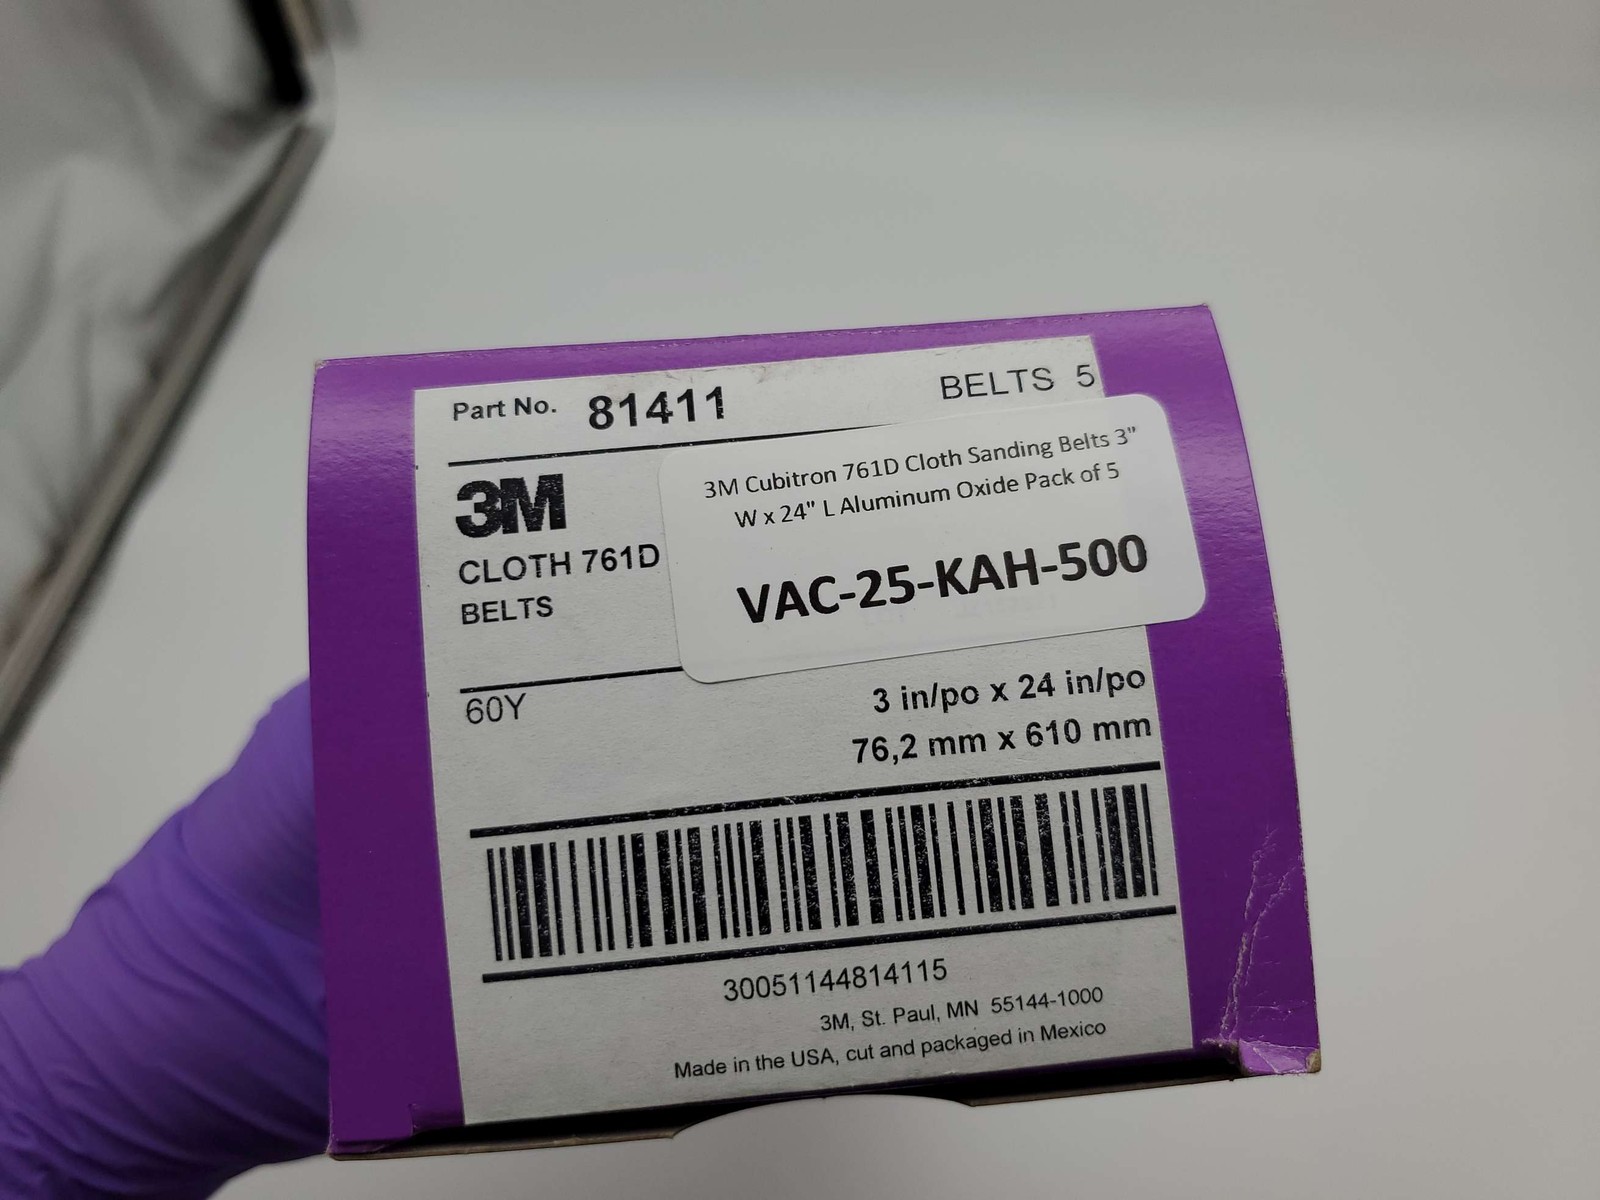 Part No. 81411 BELTS 5
3M
CLOTH 761D
BELTS
3M Cubitron 761D Cloth Sanding Belts 3"
W x 24" L Aluminum Oxide Pack of 5
VAC-25-KAH-500
60Y
3 in/po x 24 in/po
76,2 mm x 610 mm
30051144814115
3M, St. Paul, MN 55144-1000
Made in the USA, cut and packaged in Mexico